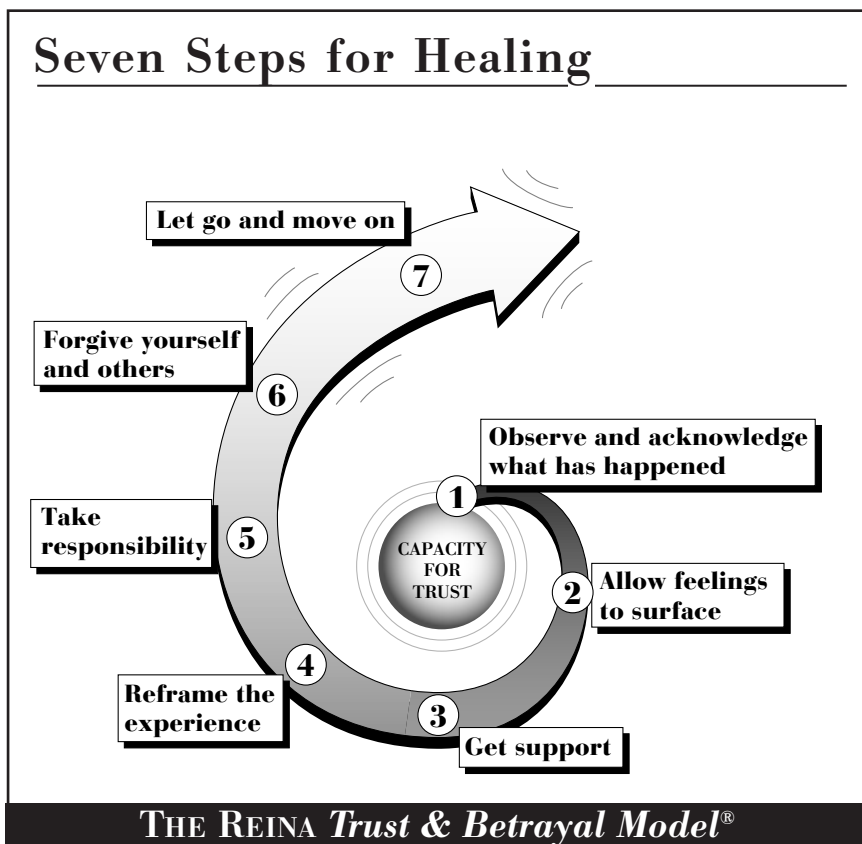 Seven Steps for Healing
Let go and move on
7
Forgive yourself
and others
6
Observe and acknowledge
what has happened
1
Take
responsibility
5
CAPACITY
FOR
TRUST
2
Allow feelings
to surface
4
Reframe the
experience
3
Get support
THE REINA Trust & Betrayal Model®